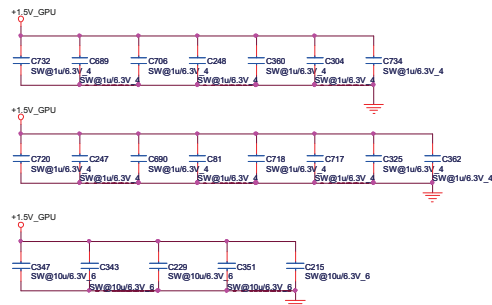 +1.5V_GPU
C732 C689 C706 C248 C360 C304 C734
SW@1u/6.3V_4 SW@1u/6.3V_4 SW@1u/6.3V_4 SW@1u/6.3V_4
SW@1u/6.3V_4 SW@1u/6.3V_4 SW@1u/6.3V_4
+1.5V_GPU
C720 C247 C690 C81 C718 C717 C325 C362
SW@1u/6.3V_4 SW@1u/6.3V_4 SW@1u/6.3V_4 SW@1u/6.3V_4
SW@1u/6.3V_4 SW@1u/6.3V_4 SW@1u/6.3V_4 SW@1u/6.3V_4
+1.5V_GPU
C347 C343 C229 C351 C215
SW@10u/6.3V_6 SW@10u/6.3V_6 SW@10u/6.3V_6
SW@10u/6.3V_6 SW@10u/6.3V_6